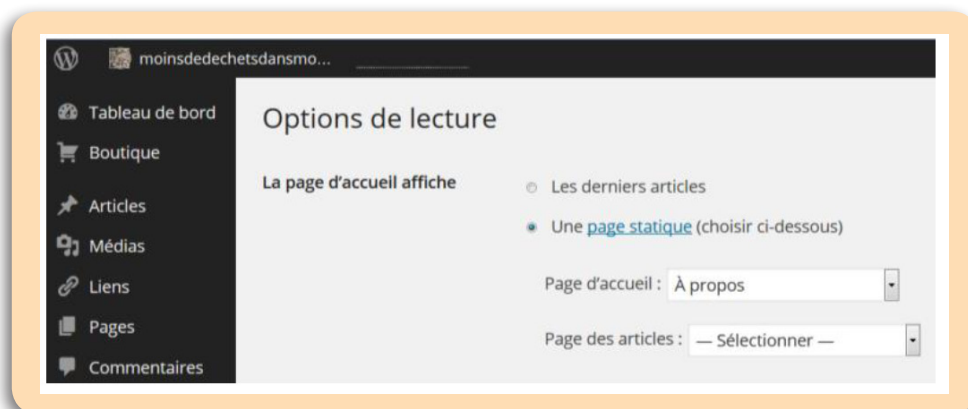 moinsdedechetsdansmo...
Tableau de bord
Boutique
Articles
Médias
Liens
Pages
Commentaires
Options de lecture
La page d'accueil affiche
Les derniers articles
Une page statique (choisir ci-dessous)
Page d'accueil : À propos
Page des articles : — Sélectionner —